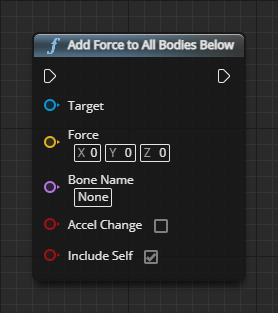 f Add Force to All Bodies Below
Target
Force
X 0 Y 0 Z 0
Bone Name
None
Accel Change
Include Self